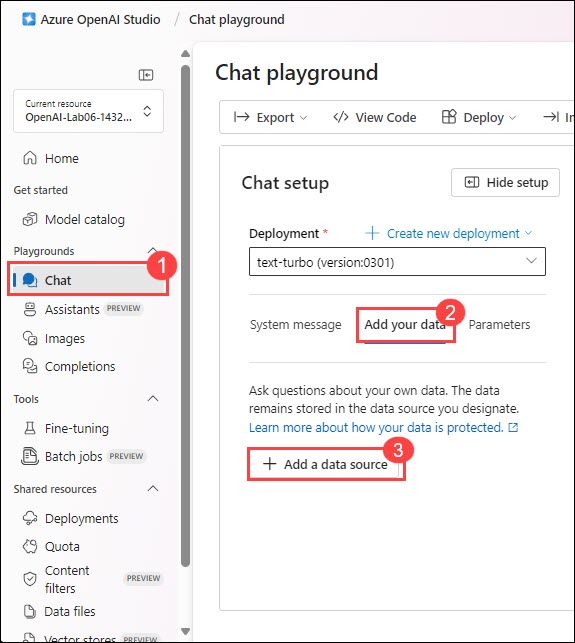 Azure OpenAI Studio / Chat playground
Current resource
OpenAI-Lab06-1432...
Home
Get started
Model catalog
Playgrounds
1
Chat
Assistants PREVIEW
Images
Completions
Tools
Fine-tuning
Batch jobs PREVIEW
Shared resources
Deployments
Quota
Content
filters PREVIEW
Data files
Vector stores PREVIEW
Chat playground
Export
View Code
Deploy
Chat setup
Hide setup
Deployment *
Create new deployment
text-turbo (version:0301)
System message
Add your data
2
Parameters
Ask questions about your own data. The data
remains stored in the data source you designate.
Learn more about how your data is protected.
3
+ Add a data source